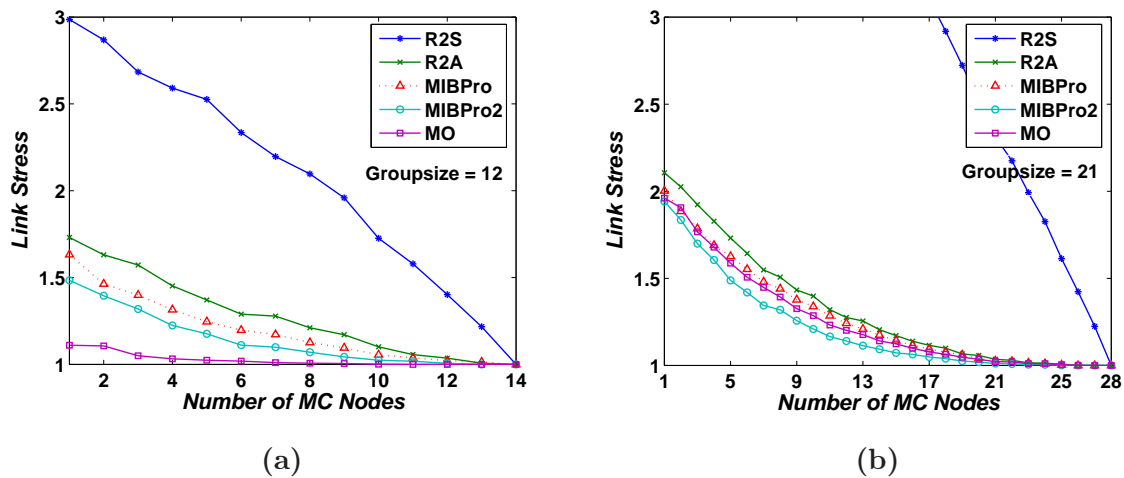 3
2.5
2
1.5
1
2
4
6
8
10
12
14
Link Stress
Number of MC Nodes
R2S
R2A
MIBPro
MIBPro2
MO
Groupsize = 12
(a)
3
2.5
2
1.5
1
1
5
9
13
17
21
25
28
Link Stress
Number of MC Nodes
R2S
R2A
MIBPro
MIBPro2
MO
Groupsize = 21
(b)